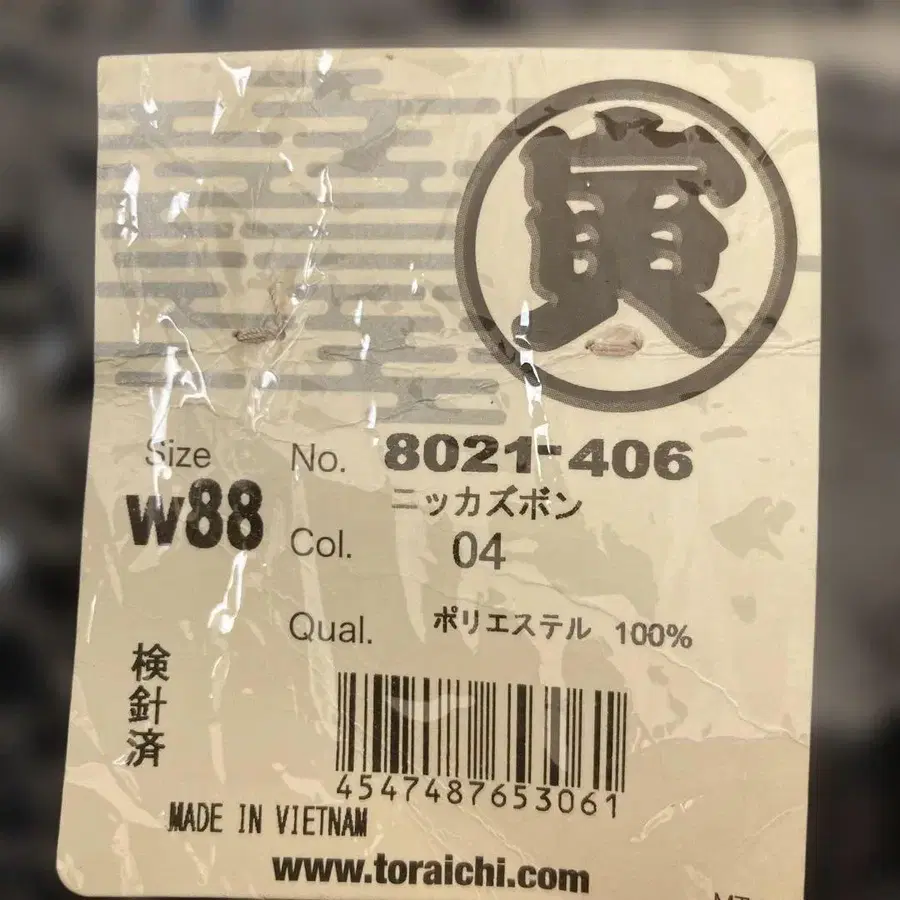 寅
Size
w88
No. 8021-406
ニッカズボン
Col. 04
Qual. ポリエステル 100%
検針済
4547487653061
MADE IN VIETNAM
www.toraichi.com